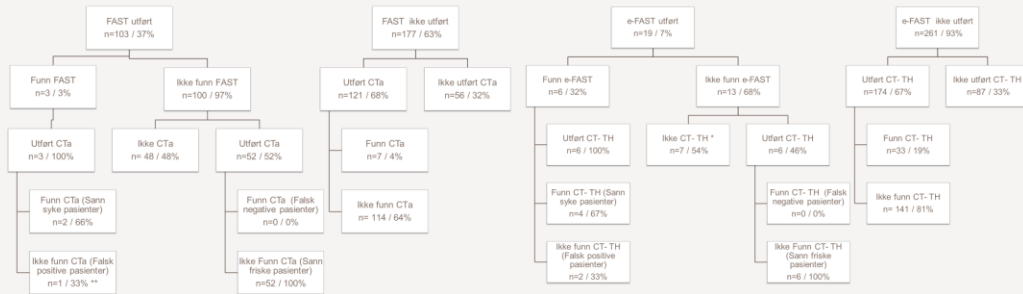 FAST utført
n=103 / 37%
Funn FAST
n=3 / 3%
Ikke funn FAST
n=100 / 97%
Utført CTa
n=3 / 100%
Ikke CTa
n= 48 / 48%
Utført CTa
n=52 / 52%
Funn CTa (Sann
syke pasienter)
n=2 / 66%
Ikke funn CTa (Falsk
positive pasienter)
n=1 / 33% **
Funn CTa (Falsk
negative pasienter)
n=0 / 0%
Ikke Funn CTa (Sann
friske pasienter)
n=52 / 100%
FAST ikke utført
n=177 / 63%
Utført CTa
n=121 / 68%
Ikke utført CTa
n=56 / 32%
Funn CTa
n=7 / 4%
Ikke funn CTa
n= 114 / 64%
e-FAST utført
n=19 / 7%
Funn e-FAST
n=6 / 32%
Ikke funn e-FAST
n=13 / 68%
Utført CT- TH
n=6 / 100%
Ikke CT- TH *
n=7 / 54%
Utført CT- TH
n=6 / 46%
Funn CT- TH (Sann
syke pasienter)
n=4 / 67%
Ikke funn CT- TH
(Falsk positive
pasienter)
n=2 / 33%
Funn CT- TH (Falsk
negative pasienter)
n=0 / 0%
Ikke Funn CT- TH
(Sann friske
pasienter)
n=6 / 100%
e-FAST ikke utført
n=261 / 93%
Utført CT- TH
n=174 / 67%
Ikke utført CT- TH
n=87 / 33%
Funn CT- TH
n=33 / 19%
Ikke funn CT- TH
n= 141 / 81%